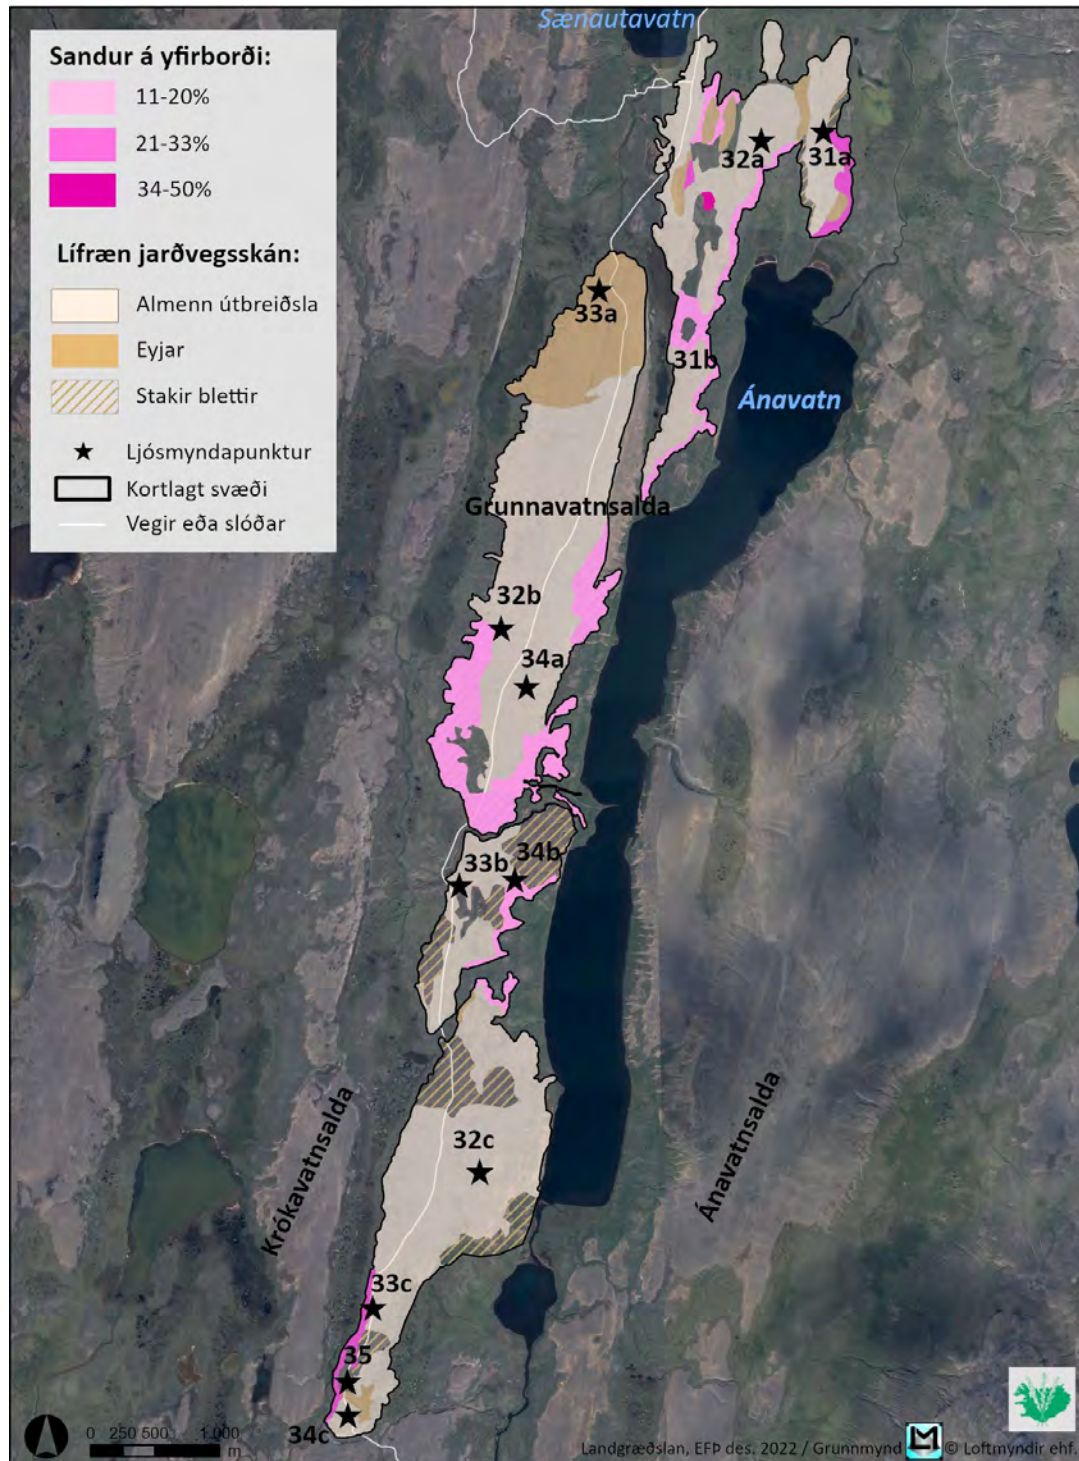 Sænautavatn
Sandur á yfirborði:
11-20%
21-33%
34-50%
Lífræn jarðvegsskán:
Almenn útbreiðsla
Eyjar
Stakir blettir
Ljósmyndapunktur
Kortlagt svæði
Vegir eða slóðar
32a
31a
33a
31b
Ánavatn
Grunnavatnsalda
32b
34a
33b
34b
32c
Krókavatnsalda
Ánavatnsalda
33c
35
34c
0 250 500 1.000
m
Landgræðslan, EFÞ des. 2022 / Grunnmynd LM © Loftmyndir ehf.